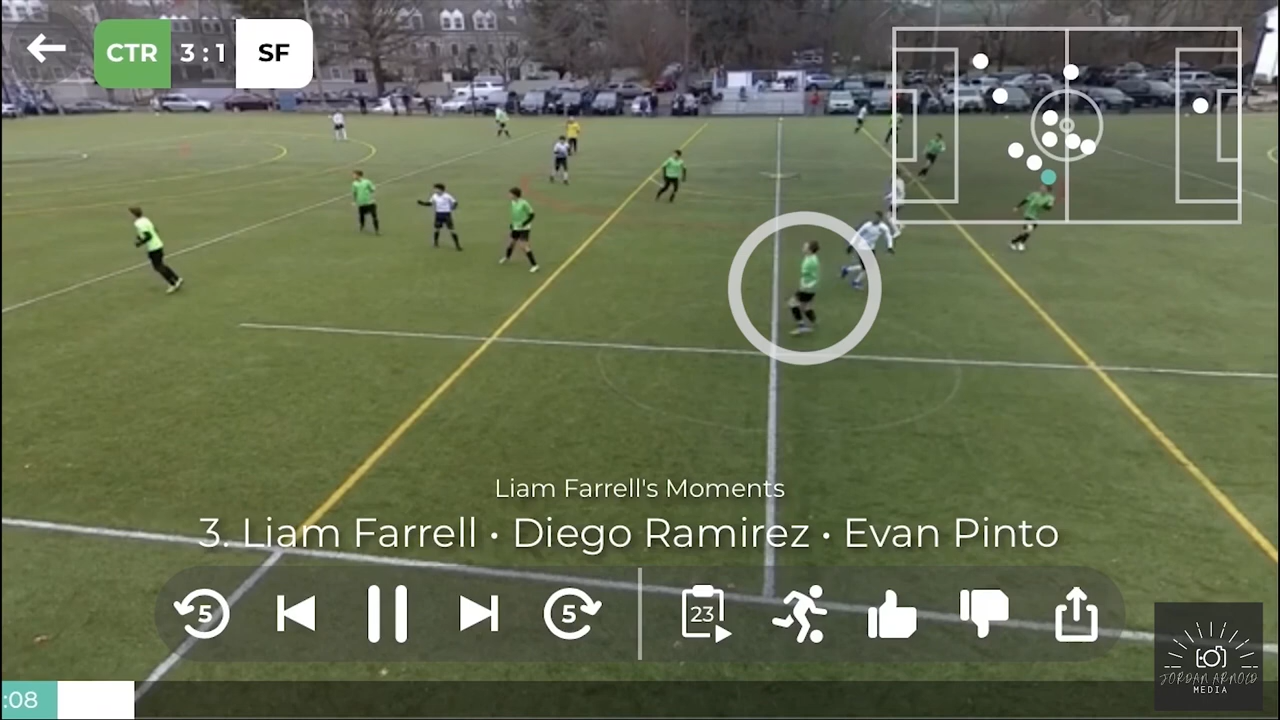 CTR 3 : 1 SF
Liam Farrell's Moments
3. Liam Farrell • Diego Ramirez • Evan Pinto
5 5 23
:08
JORDAN ARNOLD
MEDIA